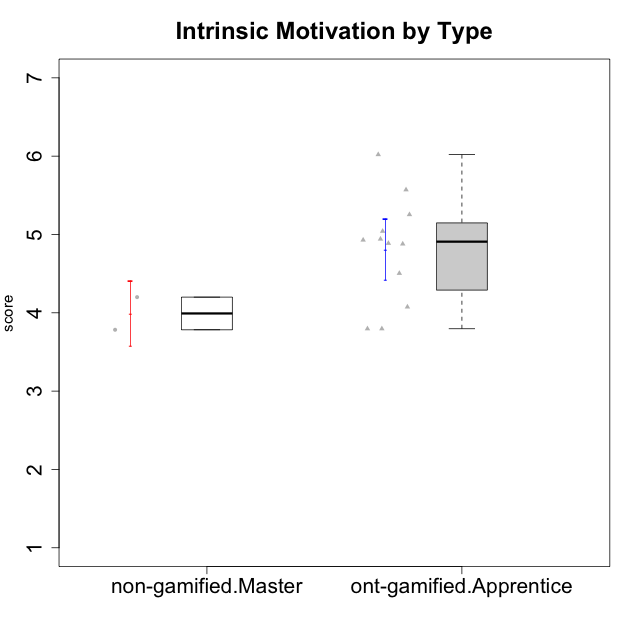 Intrinsic Motivation by Type
score
7
6
5
4
3
2
1
non-gamified.Master
ont-gamified.Apprentice